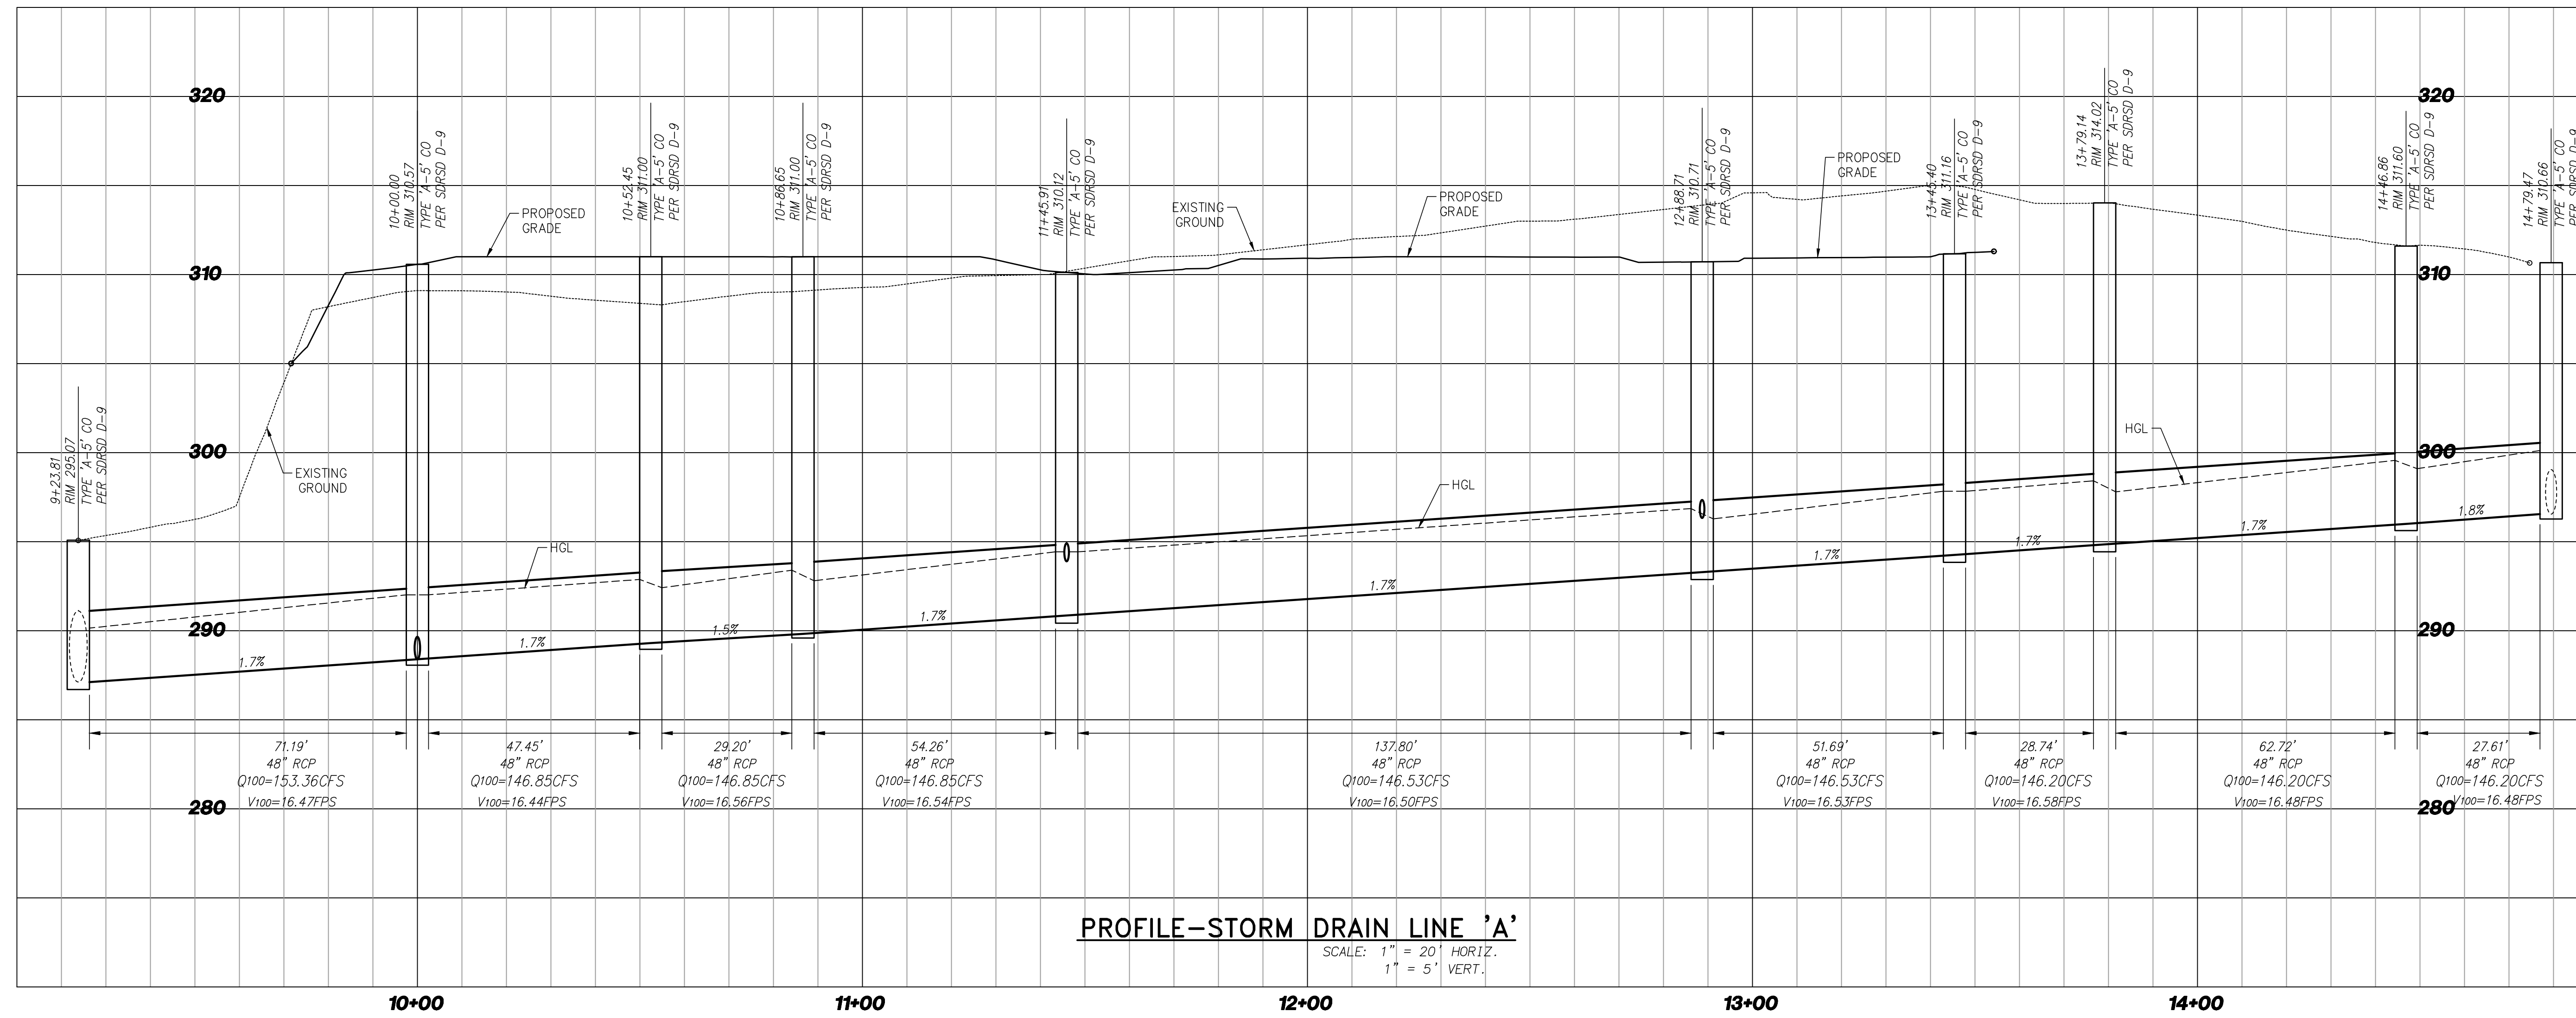 320
310
300
290
280
320
310
300
290
280
9+23.81
RIM 295.07
TYPE 'A-5' CO
PER SDRSD D-9
10+00.00
RIM 310.57
TYPE 'A-5' CO
PER SDRSD D-9
10+52.45
RIM 311.00
TYPE 'A-5' CO
PER SDRSD D-9
10+86.65
RIM 311.00
TYPE 'A-5' CO
PER SDRSD D-9
11+45.91
RIM 310.12
TYPE 'A-5' CO
PER SDRSD D-9
12+88.71
RIM 310.71
TYPE 'A-5' CO
PER SDRSD D-9
13+45.40
RIM 311.16
TYPE 'A-5' CO
PER SDRSD D-9
13+79.14
RIM 314.02
TYPE 'A-5' CO
PER SDRSD D-9
14+46.86
RIM 311.60
TYPE 'A-5' CO
PER SDRSD D-9
14+79.47
RIM 310.66
TYPE 'A-5' CO
PER SDRSD D-9
PROPOSED
GRADE
EXISTING
GROUND
PROPOSED
GRADE
PROPOSED
GRADE
EXISTING
GROUND
HGL
HGL
HGL
1.7%
1.7%
1.5%
1.7%
1.7%
1.7%
1.7%
1.7%
1.8%
71.19'
48" RCP
Q100=153.36CFS
V100=16.47FPS
47.45'
48" RCP
Q100=146.85CFS
V100=16.44FPS
29.20'
48" RCP
Q100=146.85CFS
V100=16.56FPS
54.26'
48" RCP
Q100=146.85CFS
V100=16.54FPS
137.80'
48" RCP
Q100=146.53CFS
V100=16.50FPS
51.69'
48" RCP
Q100=146.53CFS
V100=16.53FPS
28.74'
48" RCP
Q100=146.20CFS
V100=16.58FPS
62.72'
48" RCP
Q100=146.20CFS
V100=16.48FPS
27.61'
48" RCP
Q100=146.20CFS
V100=16.48FPS
PROFILE-STORM DRAIN LINE 'A'
SCALE: 1" = 20' HORIZ.
1" = 5' VERT.
10+00
11+00
12+00
13+00
14+00